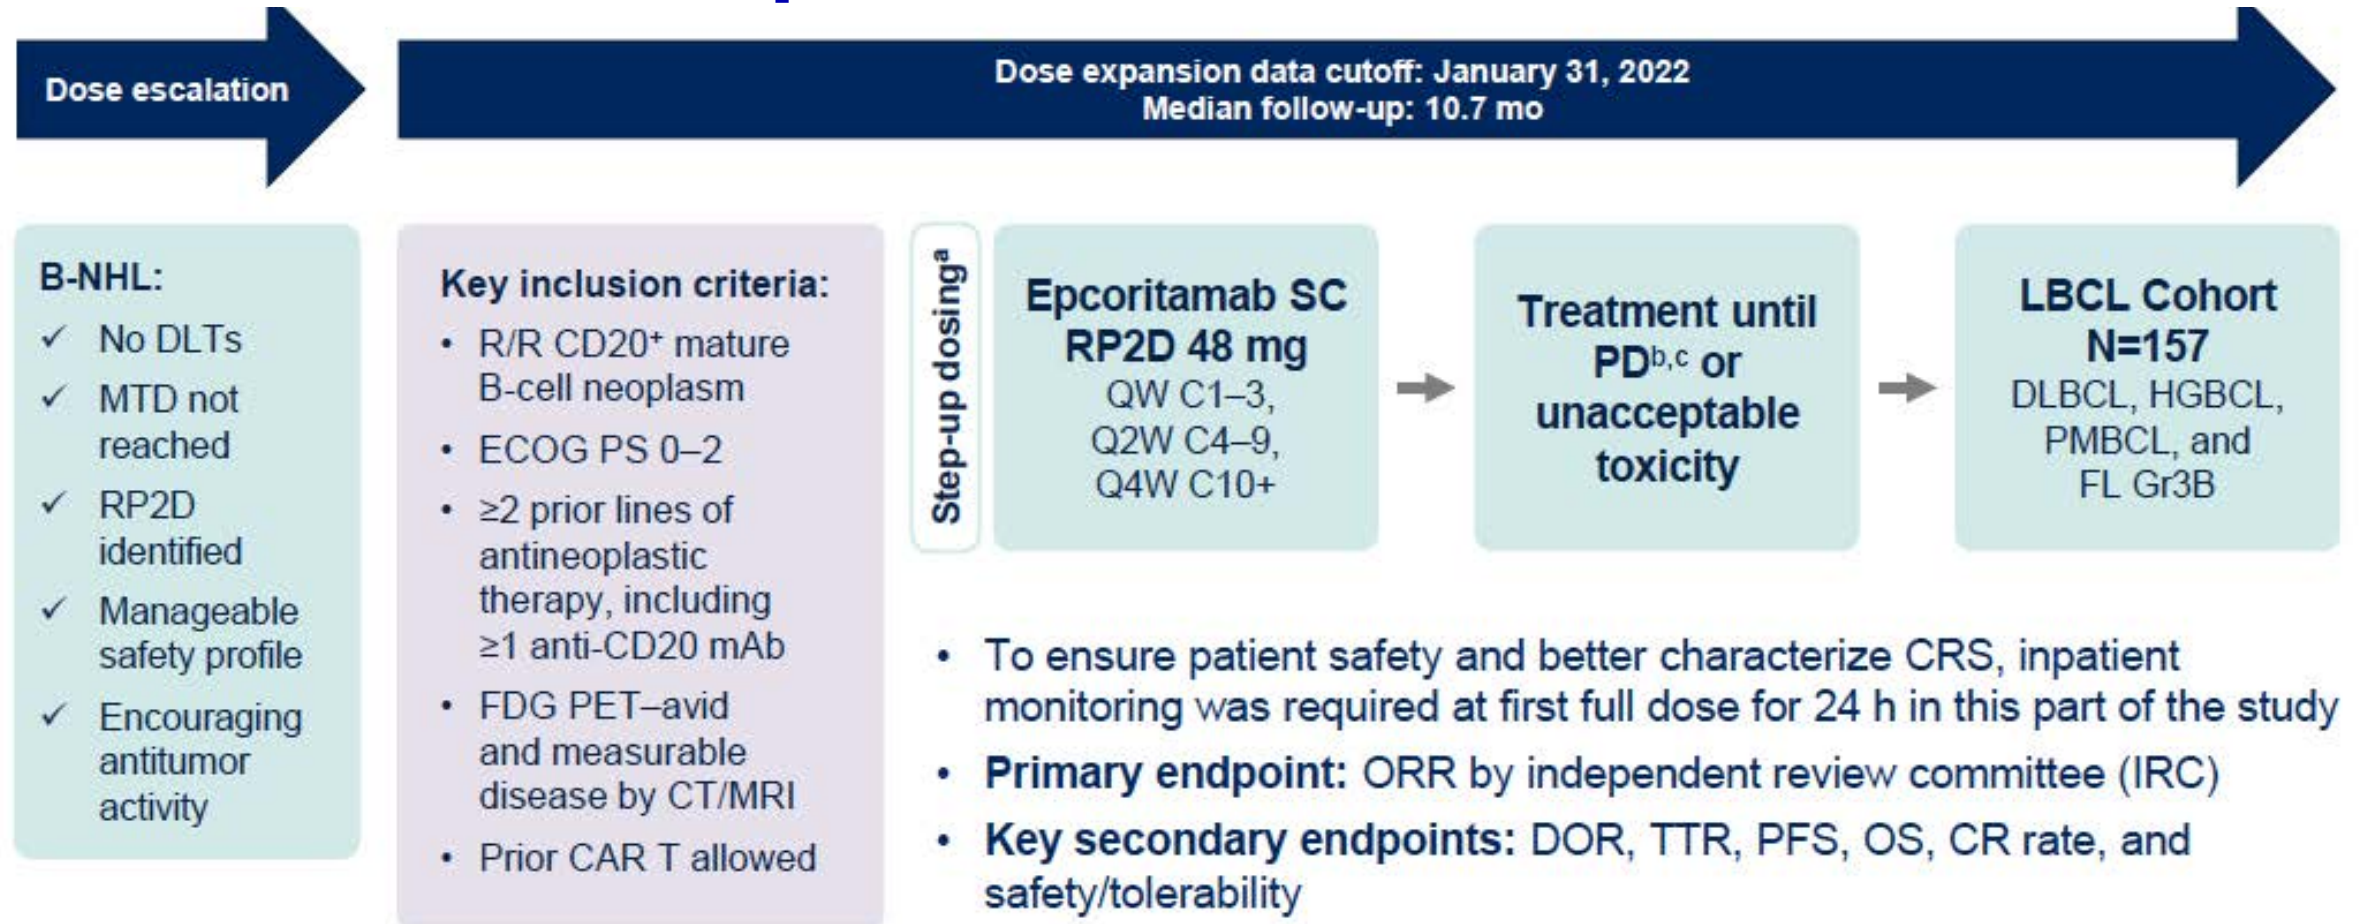 Dose escalation
Dose expansion data cutoff: January 31, 2022
Median follow-up: 10.7 mo
B-NHL:
✓ No DLTs
✓ MTD not
reached
✓ RP2D
identified
✓ Manageable
safety profile
✓ Encouraging
antitumor
activity
Key inclusion criteria:
• R/R CD20⁺ mature
B-cell neoplasm
• ECOG PS 0–2
• ≥2 prior lines of
antineoplastic
therapy, including
≥1 anti-CD20 mAb
• FDG PET–avid
and measurable
disease by CT/MRI
• Prior CAR T allowed
Step-up dosingᵃ
Epcoritamab SC
RP2D 48 mg
QW C1–3,
Q2W C4–9,
Q4W C10+
Treatment until
PDᵇ,ᶜ or
unacceptable
toxicity
LBCL Cohort
N=157
DLBCL, HGBCL,
PMBCL, and
FL Gr3B
• To ensure patient safety and better characterize CRS, inpatient
monitoring was required at first full dose for 24 h in this part of the study
• Primary endpoint: ORR by independent review committee (IRC)
• Key secondary endpoints: DOR, TTR, PFS, OS, CR rate, and
safety/tolerability